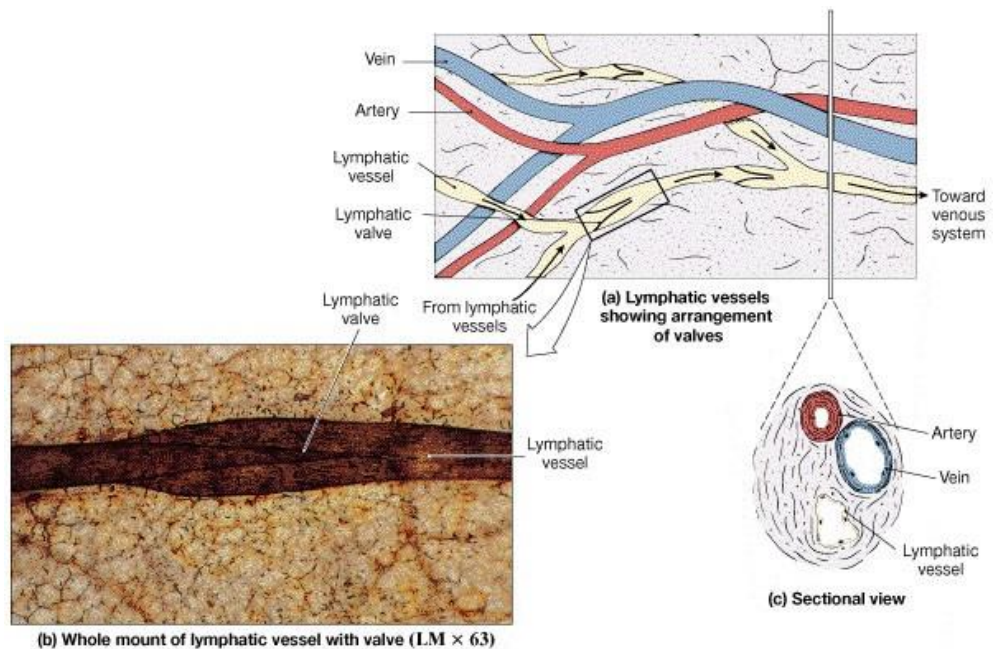 Vein
Artery
Lymphatic
vessel
Lymphatic
valve
Toward
venous
system
From lymphatic
vessels
(a) Lymphatic vessels
showing arrangement
of valves
Lymphatic
valve
Lymphatic
vessel
(b) Whole mount of lymphatic vessel with valve (LM × 63)
Artery
Vein
Lymphatic
vessel
(c) Sectional view